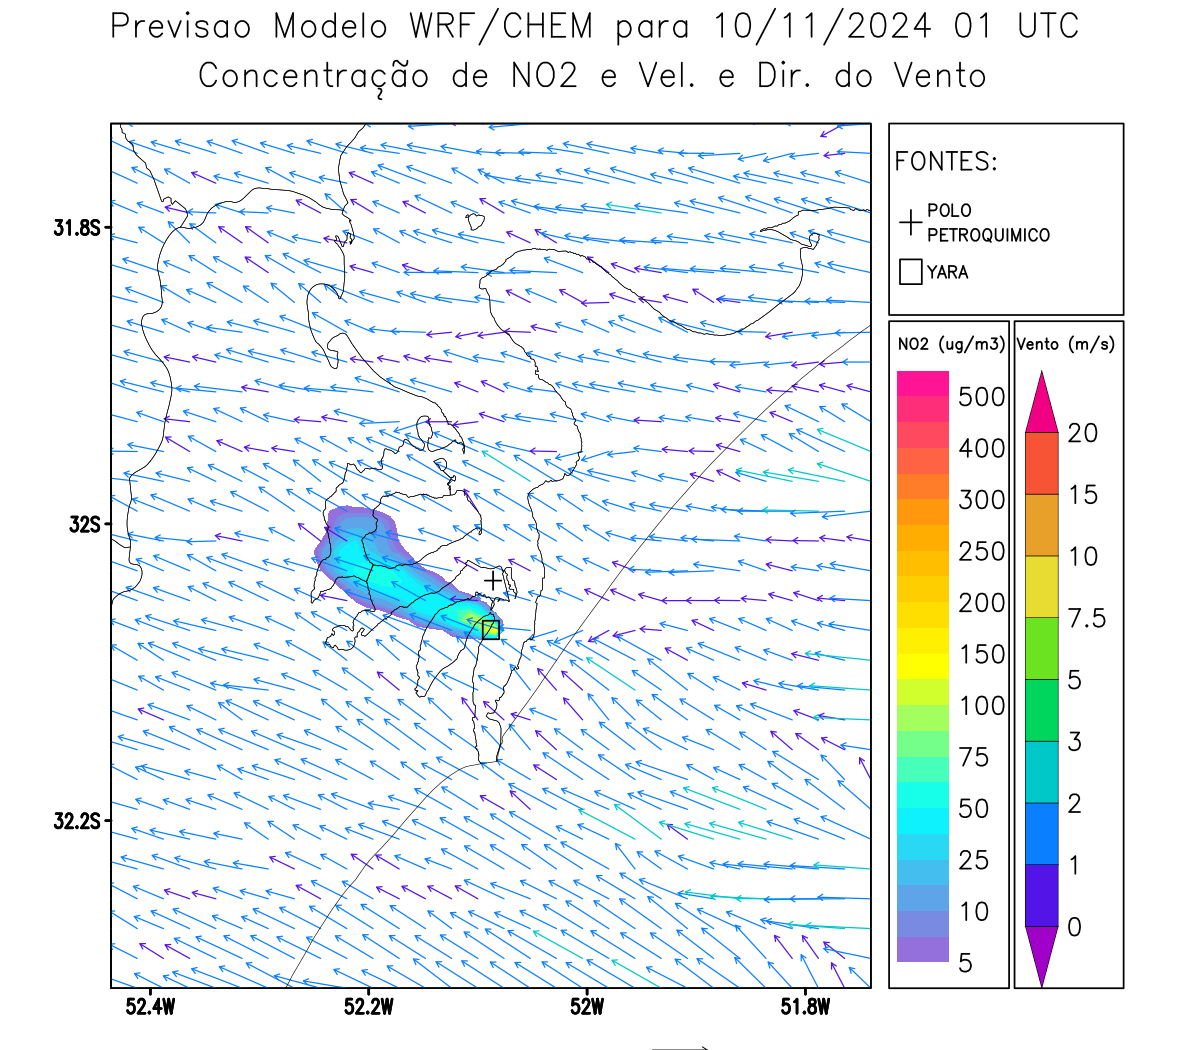 Previsao Modelo WRF/CHEM para 10/11/2024 01 UTC
Concentração de NO2 e Vel. e Dir. do Vento
FONTES:
POLO
PETROQUIMICO
YARA
NO2 (ug/m3)
500
400
300
250
200
150
100
75
50
25
10
5
Vento (m/s)
20
15
10
7.5
5
3
2
1
0
31.8S
32S
32.2S
52.4W
52.2W
52W
51.8W